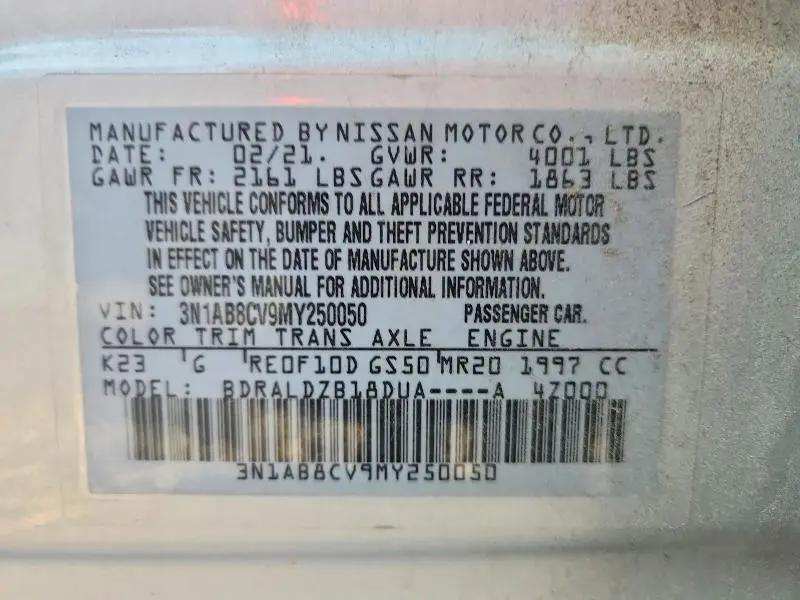 MANUFACTURED BY NISSAN MOTOR CO., LTD.
DATE: 02/21. GVWR: 4001 LBS
GAWR FR: 2161 LBS GAWR RR: 1863 LBS
THIS VEHICLE CONFORMS TO ALL APPLICABLE FEDERAL MOTOR
VEHICLE SAFETY, BUMPER AND THEFT PREVENTION STANDARDS
IN EFFECT ON THE DATE OF MANUFACTURE SHOWN ABOVE.
SEE OWNER'S MANUAL FOR ADDITIONAL INFORMATION.
VIN: 3N1AB8CV9MY250050 PASSENGER CAR.
COLOR TRIM TRANS AXLE ENGINE
K23 'G RE0F10D GS50 'MR20 1997 CC
MODEL: BDRALDZB18DUA----A 4Z000
3N1AB8CV9MY250050